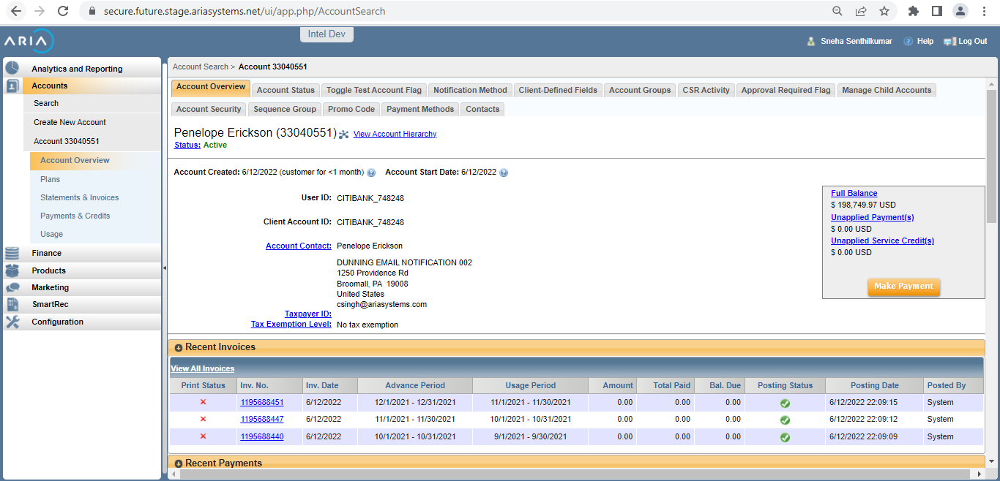 secure.future.stage.ariasystems.net/ui/app.php/AccountSearch
ARIA
Intel Dev
Sneha Senthilkumar
Help
Log Out
Analytics and Reporting
Accounts
Search
Create New Account
Account 33040551
Account Overview
Plans
Statements & Invoices
Payments & Credits
Usage
Finance
Products
Marketing
SmartRec
Configuration
Account Search > Account 33040551
Account Overview Account Status Toggle Test Account Flag Notification Method Client-Defined Fields Account Groups CSR Activity Approval Required Flag Manage Child Accounts
Account Security Sequence Group Promo Code Payment Methods Contacts
Penelope Erickson (33040551) View Account Hierarchy
Status: Active
Account Created: 6/12/2022 (customer for <1 month) Account Start Date: 6/12/2022
User ID: CITIBANK_748248
Client Account ID: CITIBANK_748248
Account Contact: Penelope Erickson
DUNNING EMAIL NOTIFICATION 002
1250 Providence Rd
Broomall, PA 19008
United States
csingh@ariasystems.com
Taxpayer ID:
Tax Exemption Level: No tax exemption
Full Balance
$ 198,749.97 USD
Unapplied Payment(s)
$ 0.00 USD
Unapplied Service Credit(s)
$ 0.00 USD
Make Payment
Recent Invoices
View All Invoices
Print Status Inv. No. Inv. Date Advance Period Usage Period Amount Total Paid Bal. Due Posting Status Posting Date Posted By
1195688451 6/12/2022 12/1/2021 - 12/31/2021 11/1/2021 - 11/30/2021 0.00 0.00 0.00 6/12/2022 22:09:15 System
1195688447 6/12/2022 11/1/2021 - 11/30/2021 10/1/2021 - 10/31/2021 0.00 0.00 0.00 6/12/2022 22:09:12 System
1195688440 6/12/2022 10/1/2021 - 10/31/2021 9/1/2021 - 9/30/2021 0.00 0.00 0.00 6/12/2022 22:09:09 System
Recent Payments